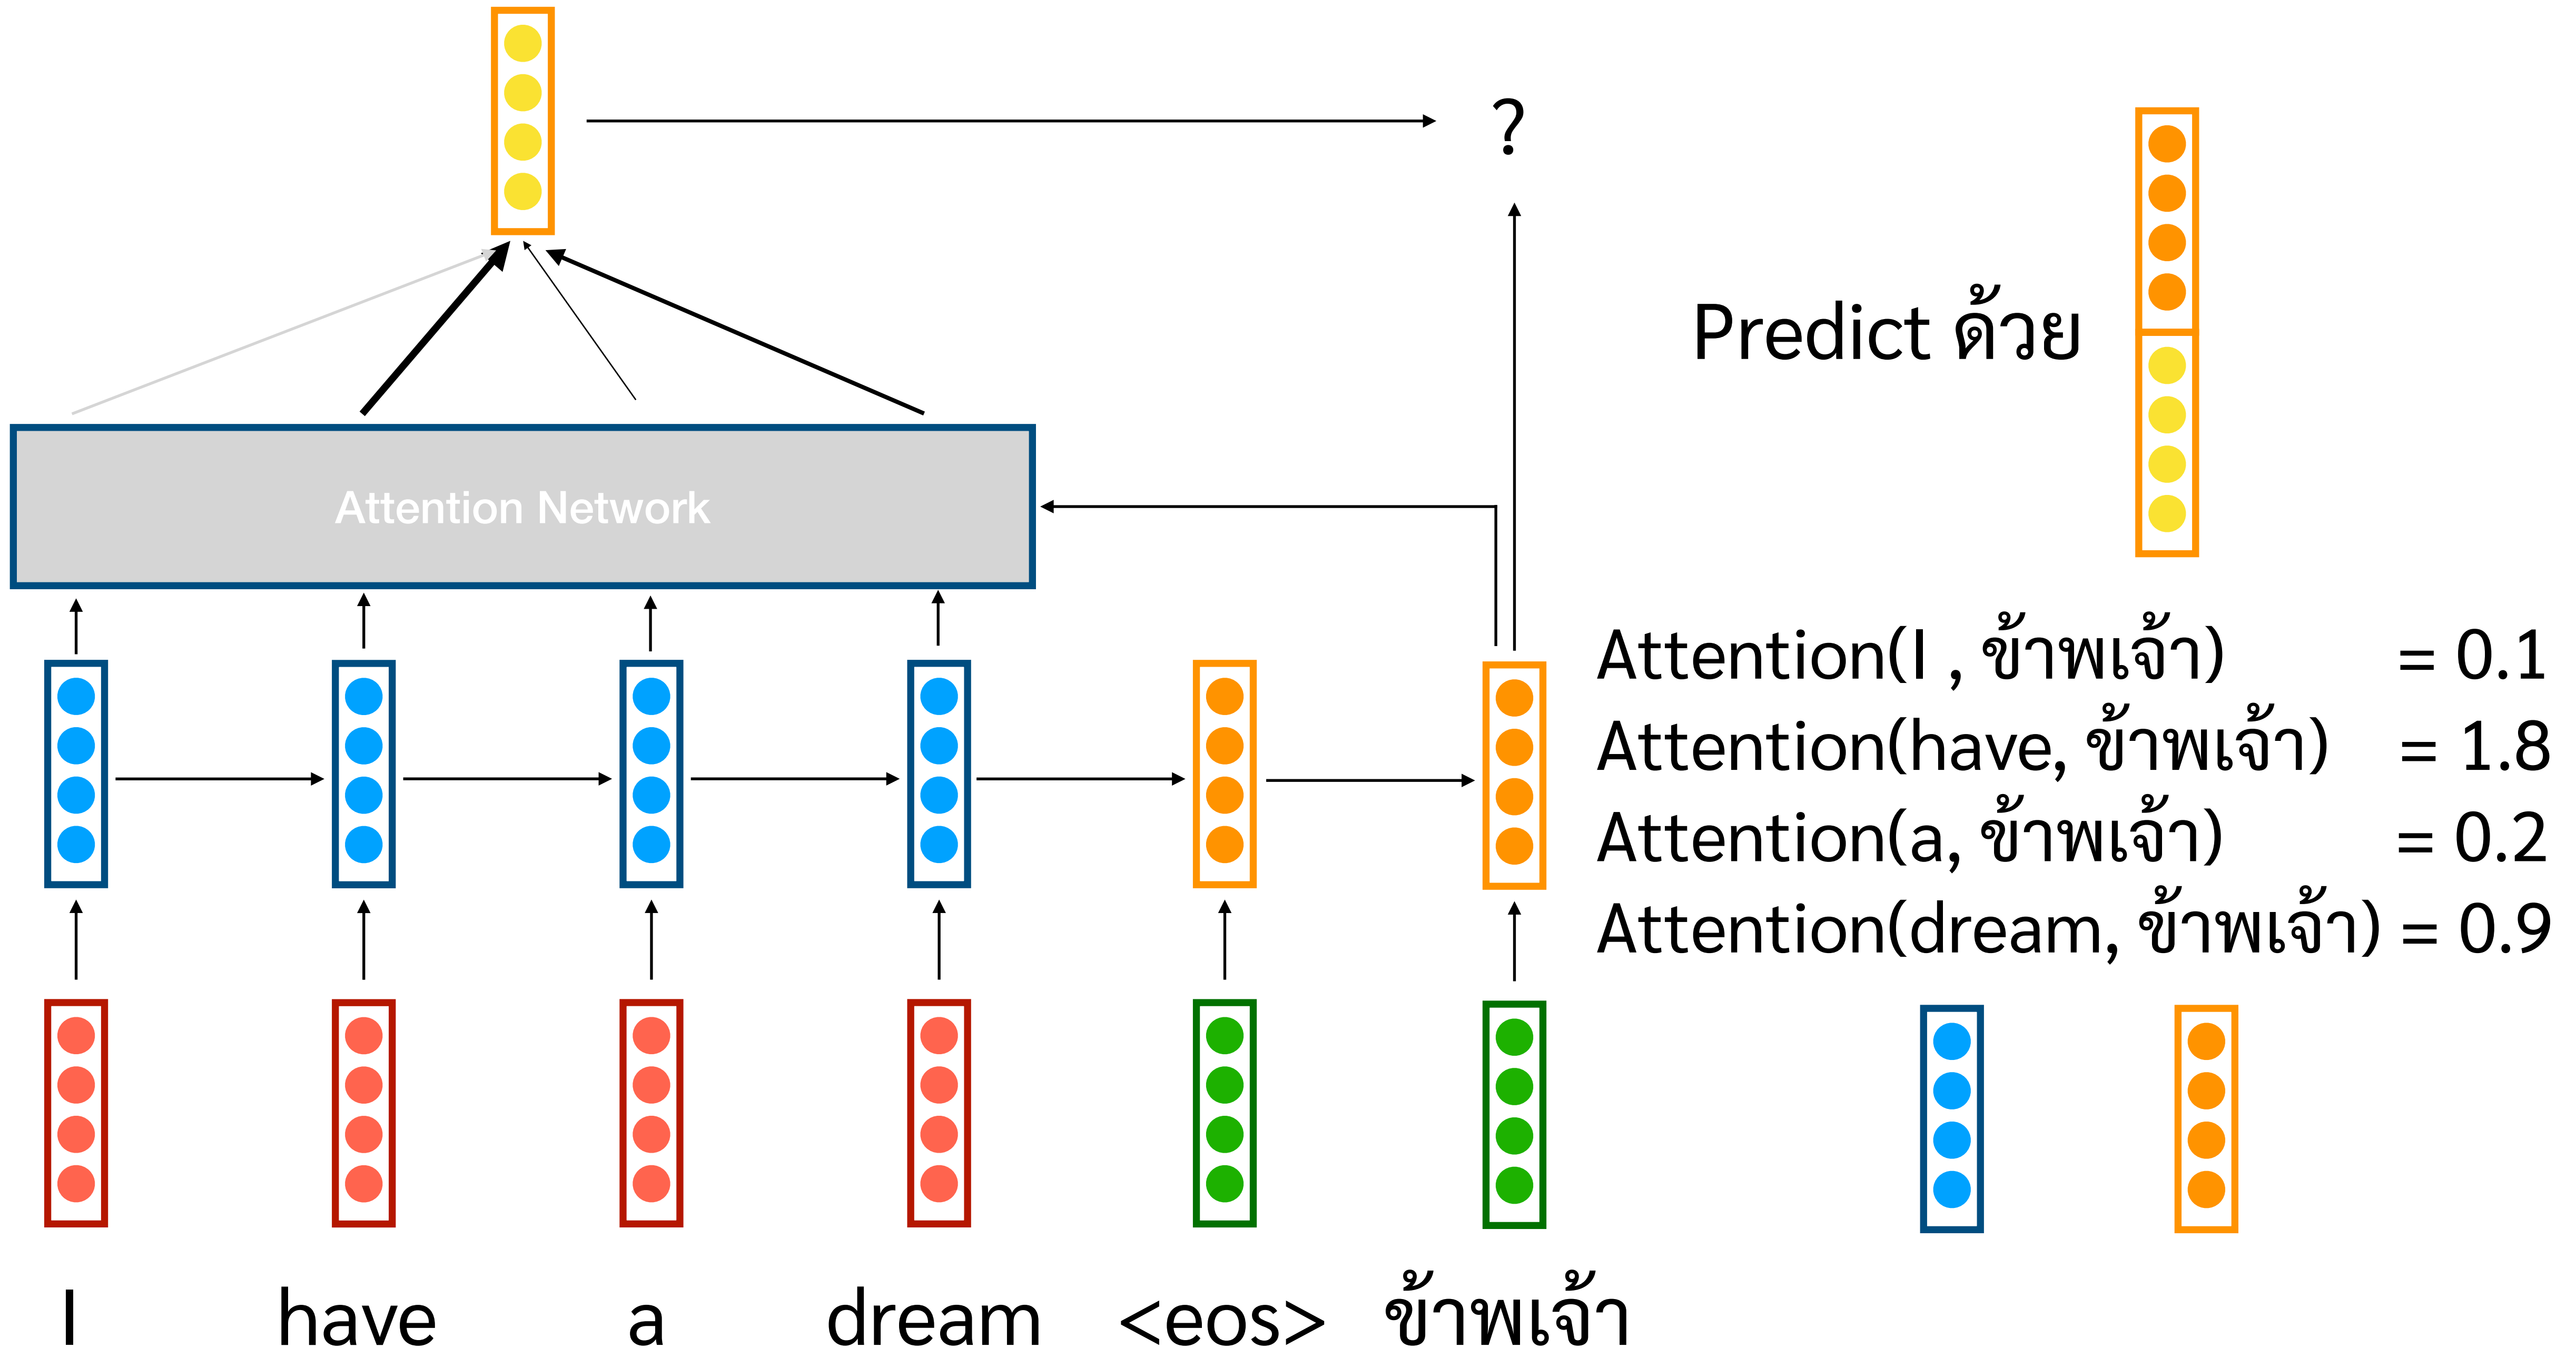 ?
Predict ด้วย
Attention Network
Attention(I , ข้าพเจ้า) = 0.1
Attention(have, ข้าพเจ้า) = 1.8
Attention(a, ข้าพเจ้า) = 0.2
Attention(dream, ข้าพเจ้า) = 0.9
I have a dream <eos> ข้าพเจ้า